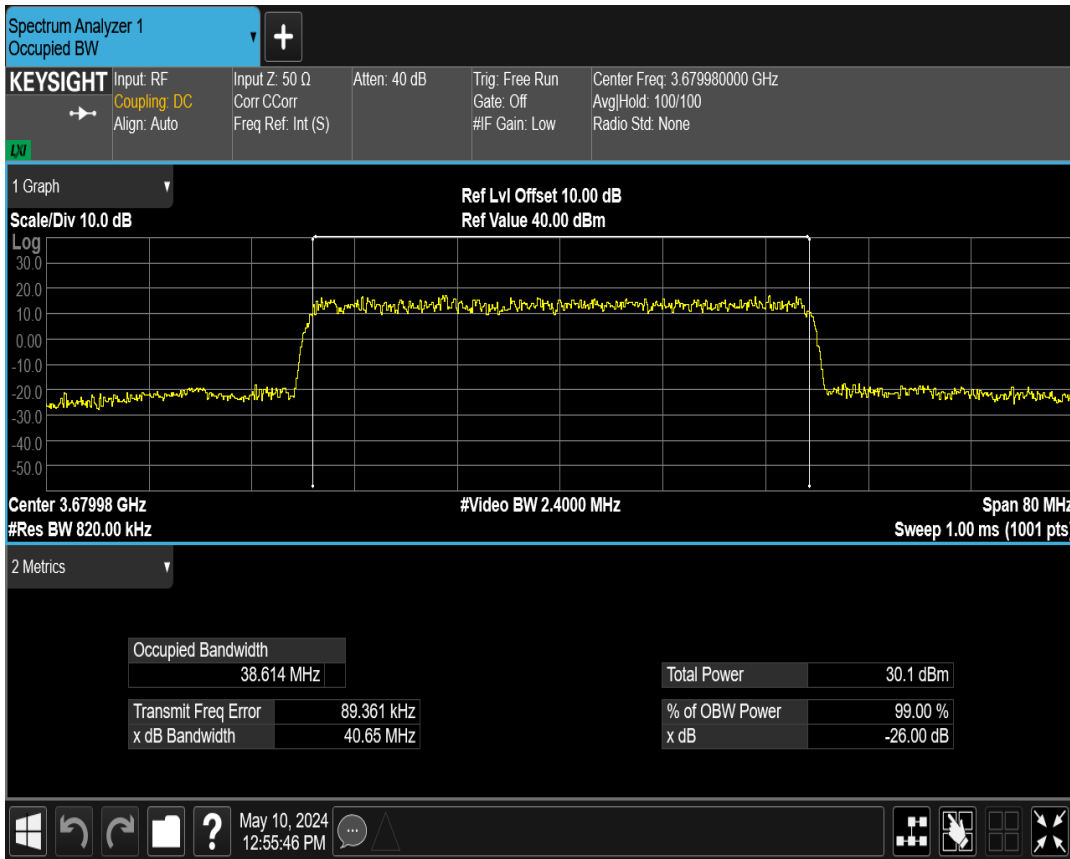 Spectrum Analyzer 1
Occupied BW
+
KEYSIGHT
LXI
Input: RF
Coupling: DC
Align: Auto
Input Z: 50 Ω
Corr CCorr
Freq Ref: Int (S)
Atten: 40 dB
Trig: Free Run
Gate: Off
#IF Gain: Low
Center Freq: 3.679980000 GHz
Avg|Hold: 100/100
Radio Std: None
1 Graph
Scale/Div 10.0 dB
Ref Lvl Offset 10.00 dB
Ref Value 40.00 dBm
Log
30.0
20.0
10.0
0.00
-10.0
-20.0
-30.0
-40.0
-50.0
Center 3.67998 GHz
#Video BW 2.4000 MHz
Span 80 MHz
#Res BW 820.00 kHz
Sweep 1.00 ms (1001 pts)
2 Metrics
Occupied Bandwidth
38.614 MHz
Total Power 30.1 dBm
Transmit Freq Error 89.361 kHz
% of OBW Power 99.00 %
x dB Bandwidth 40.65 MHz
x dB -26.00 dB
?
May 10, 2024
12:55:46 PM